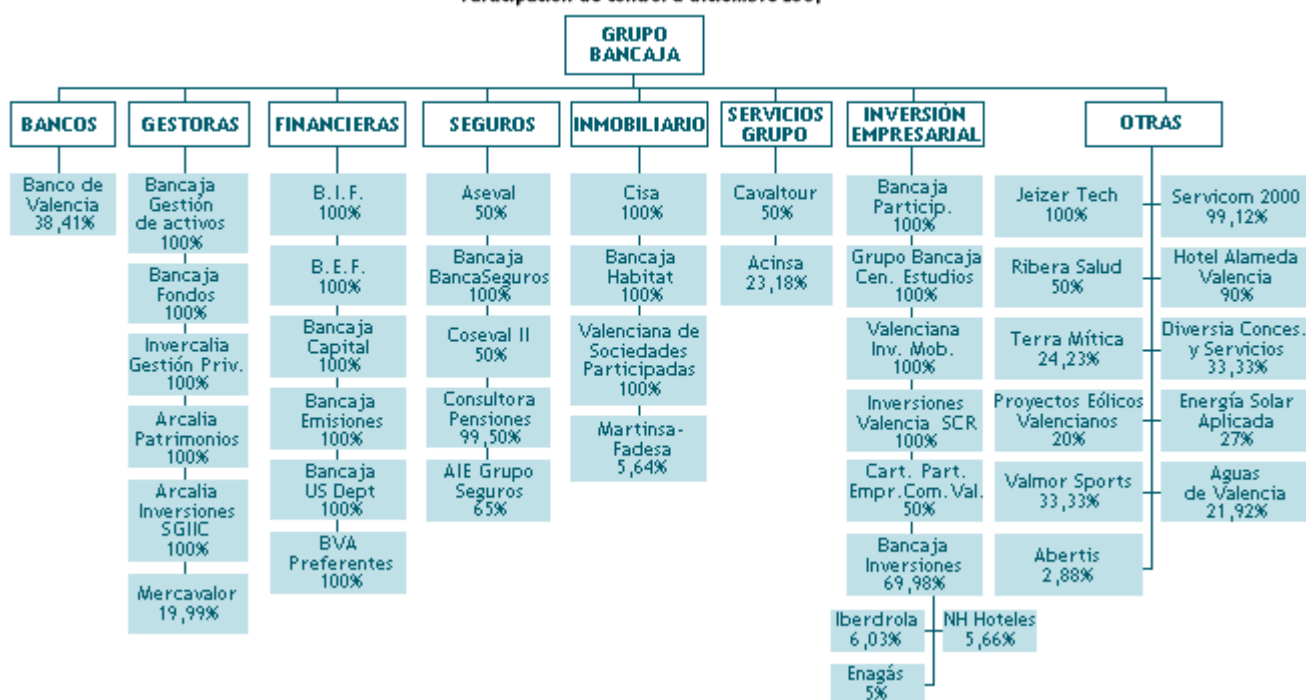 GRUPO
BANCAJA
BANCOS
GESTORAS
FINANCIERAS
SEGUROS
INMOBILIARIO
SERVICIOS
GRUPO
INVERSIÓN
EMPRESARIAL
OTRAS
Banco de
Valencia
38,41%
Bancaja
Gestión
de activos
100%
Bancaja
Fondos
100%
Invercalia
Gestión Priv.
100%
Arcalia
Patrimonios
100%
Arcalia
Inversiones
SGIIC
100%
Mercavalor
19,99%
B.I.F.
100%
B.E.F.
100%
Bancaja
Capital
100%
Bancaja
Emisiones
100%
Bancaja
US Dept
100%
BVA
Preferentes
100%
Aseval
50%
Bancaja
BancaSeguros
100%
Coseval II
50%
Consultora
Pensiones
99,50%
AIE Grupo
Seguros
65%
Cisa
100%
Bancaja
Habitat
100%
Valenciana de
Sociedades
Participadas
100%
Martinsa-
Fadesa
5,64%
Cavaltour
50%
Acinsa
23,18%
Bancaja
Particip.
100%
Grupo Bancaja
Cen. Estudios
100%
Valenciana
Inv. Mob.
100%
Inversiones
Valencia SCR
100%
Cart. Part.
Empr.Com.Val.
50%
Bancaja
Inversiones
69,98%
Iberdrola
6,03%
NH Hoteles
5,66%
Enagás
5%
Jeizer Tech
100%
Ribera Salud
50%
Terra Mítica
24,23%
Proyectos Eólicos
Valencianos
20%
Valmor Sports
33,33%
Abertis
2,88%
Servicom 2000
99,12%
Hotel Alameda
Valencia
90%
Diversia Conces.
y Servicios
33,33%
Energía Solar
Aplicada
27%
Aguas
de Valencia
21,92%